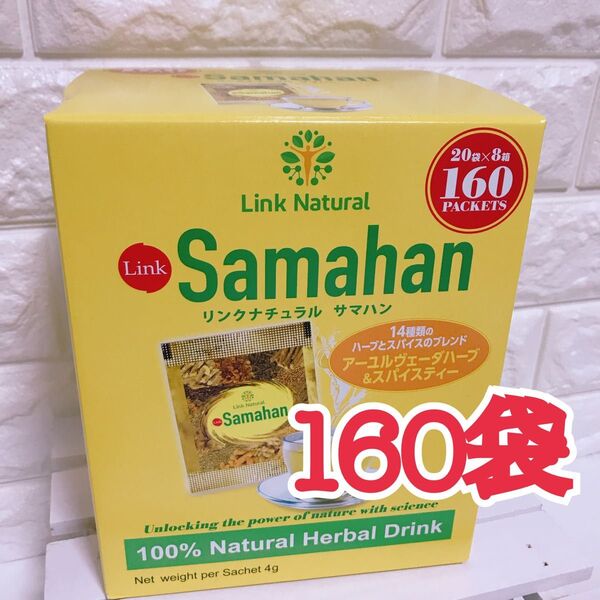 20袋×8箱
160
PACKETS
Link Natural
Link Samahan
リンクナチュラル サマハン
14種類の
ハーブとスパイスのブレンド
アーユルヴェーダハーブ
&スパイスティー
Link Natural
Link Samahan
160袋
Unlocking the power of nature with science
100% Natural Herbal Drink
Net weight per Sachet 4g